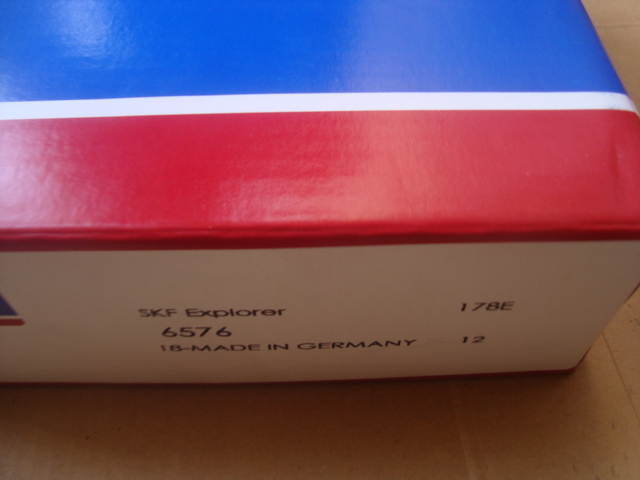 SKF Explorer 178E
6576
18-MADE IN GERMANY 12